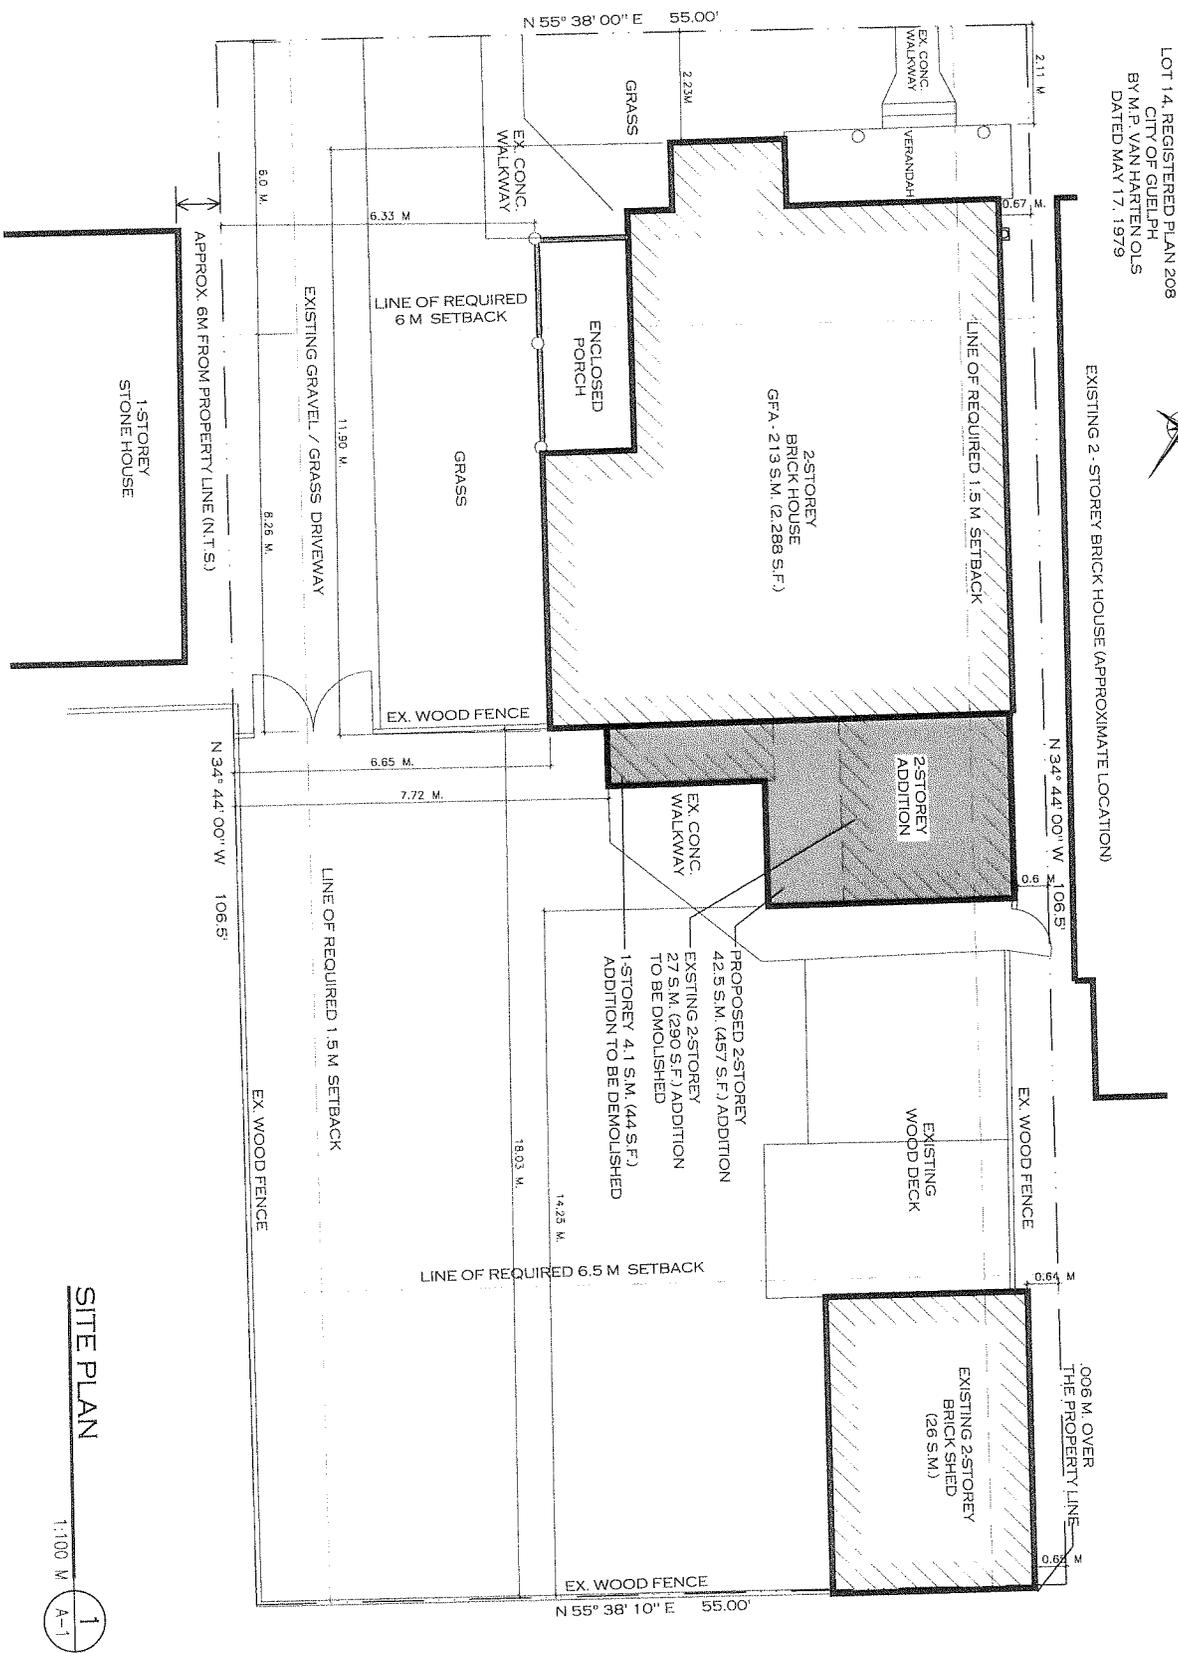 LOT 14, REGISTERED PLAN 208
CITY OF GUELPH
BY M.P. VAN HARTEN OLS
DATED MAY 17, 1979
N 55° 38' 00" E 55.00'
2.11 M
EX. CONC.
WALKWAY
2.23M
GRASS
VERANDAH
EX. CONC.
WALKWAY
6.0 M.
6.33 M
0.67 M.
APPROX. 6M FROM PROPERTY LINE (N.T.S.)
EXISTING GRAVEL / GRASS DRIVEWAY
LINE OF REQUIRED
6 M SETBACK
ENCLOSED
PORCH
LINE OF REQUIRED 1.5 M SETBACK
EXISTING 2 - STOREY BRICK HOUSE (APPROXIMATE LOCATION)
1-STOREY
STONE HOUSE
11.90 M.
8.26 M.
GRASS
2-STOREY
BRICK HOUSE
GFA - 213 S.M. (2,288 S.F.)
EX. WOOD FENCE
6.65 M.
7.72 M.
N 34° 44' 00" W 106.5'
2-STOREY
ADDITION
N 34° 44' 00" W 106.5'
EX. CONC.
WALKWAY
0.6 M
LINE OF REQUIRED 1.5 M SETBACK
PROPOSED 2-STOREY
42.5 S.M. (457 S.F.) ADDITION
EXSTING 2-STOREY
27 S.M. (290 S.F.) ADDITION
TO BE DMOLISHED
1-STOREY 4.1 S.M. (44 S.F.)
ADDITION TO BE DEMOLISHED
EX. WOOD FENCE
18.03 M.
14.25 M.
EXISTING
WOOD DECK
EX. WOOD FENCE
LINE OF REQUIRED 6.5 M SETBACK
0.64 M
.006 M. OVER
THE PROPERTY LINE
EXISTING 2-STOREY
BRICK SHED
(26 S.M.)
M
EX. WOOD FENCE
N 55° 38' 10" E 55.00'
SITE PLAN
1:100 M
1
A-1